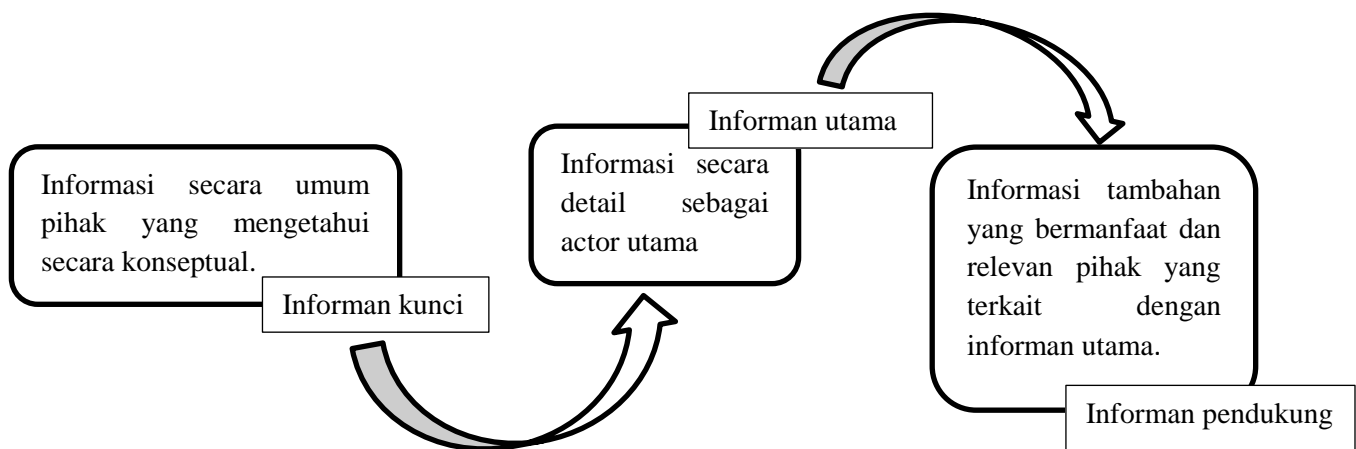 Informasi secara umum
pihak yang mengetahui
secara konseptual.
Informan kunci
Informan utama
Informasi secara
detail sebagai
actor utama
Informasi tambahan
yang bermanfaat dan
relevan pihak yang
terkait dengan
informan utama.
Informan pendukung